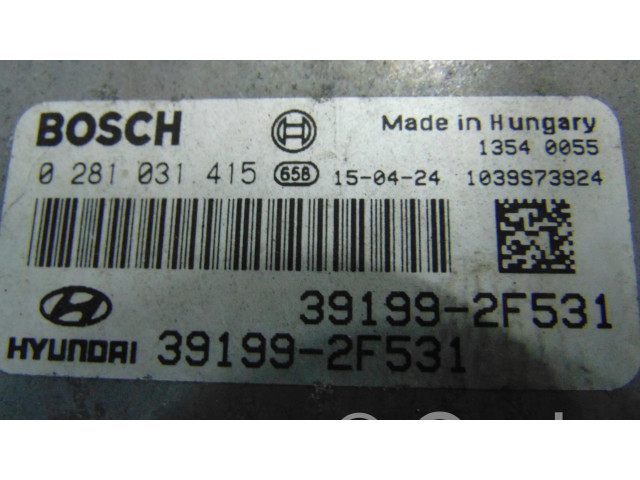 BOSCH
Made in Hungary
1354 0055
0 281 031 415 658 15-04-24 1039S73924
39199-2F531
HYUNDAI 39199-2F531